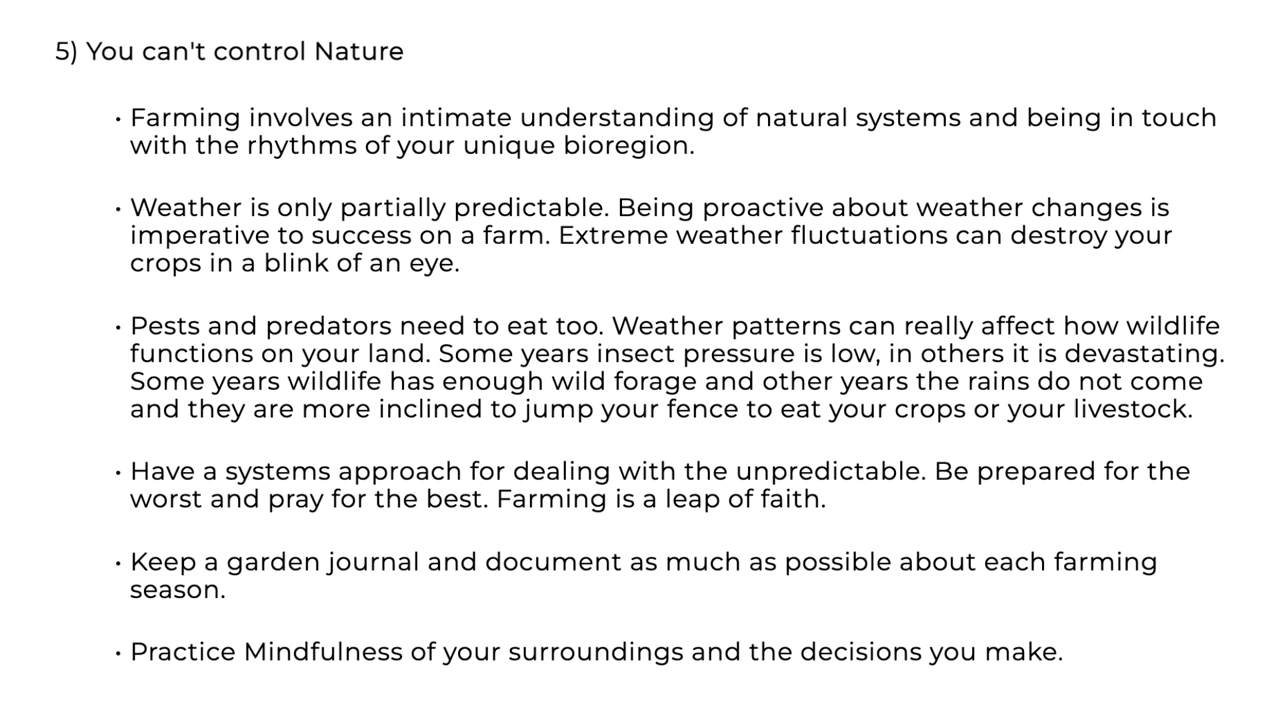 5) You can't control Nature
• Farming involves an intimate understanding of natural systems and being in touch
with the rhythms of your unique bioregion.
• Weather is only partially predictable. Being proactive about weather changes is
imperative to success on a farm. Extreme weather fluctuations can destroy your
crops in a blink of an eye.
• Pests and predators need to eat too. Weather patterns can really affect how wildlife
functions on your land. Some years insect pressure is low, in others it is devastating.
Some years wildlife has enough wild forage and other years the rains do not come
and they are more inclined to jump your fence to eat your crops or your livestock.
• Have a systems approach for dealing with the unpredictable. Be prepared for the
worst and pray for the best. Farming is a leap of faith.
• Keep a garden journal and document as much as possible about each farming
season.
• Practice Mindfulness of your surroundings and the decisions you make.